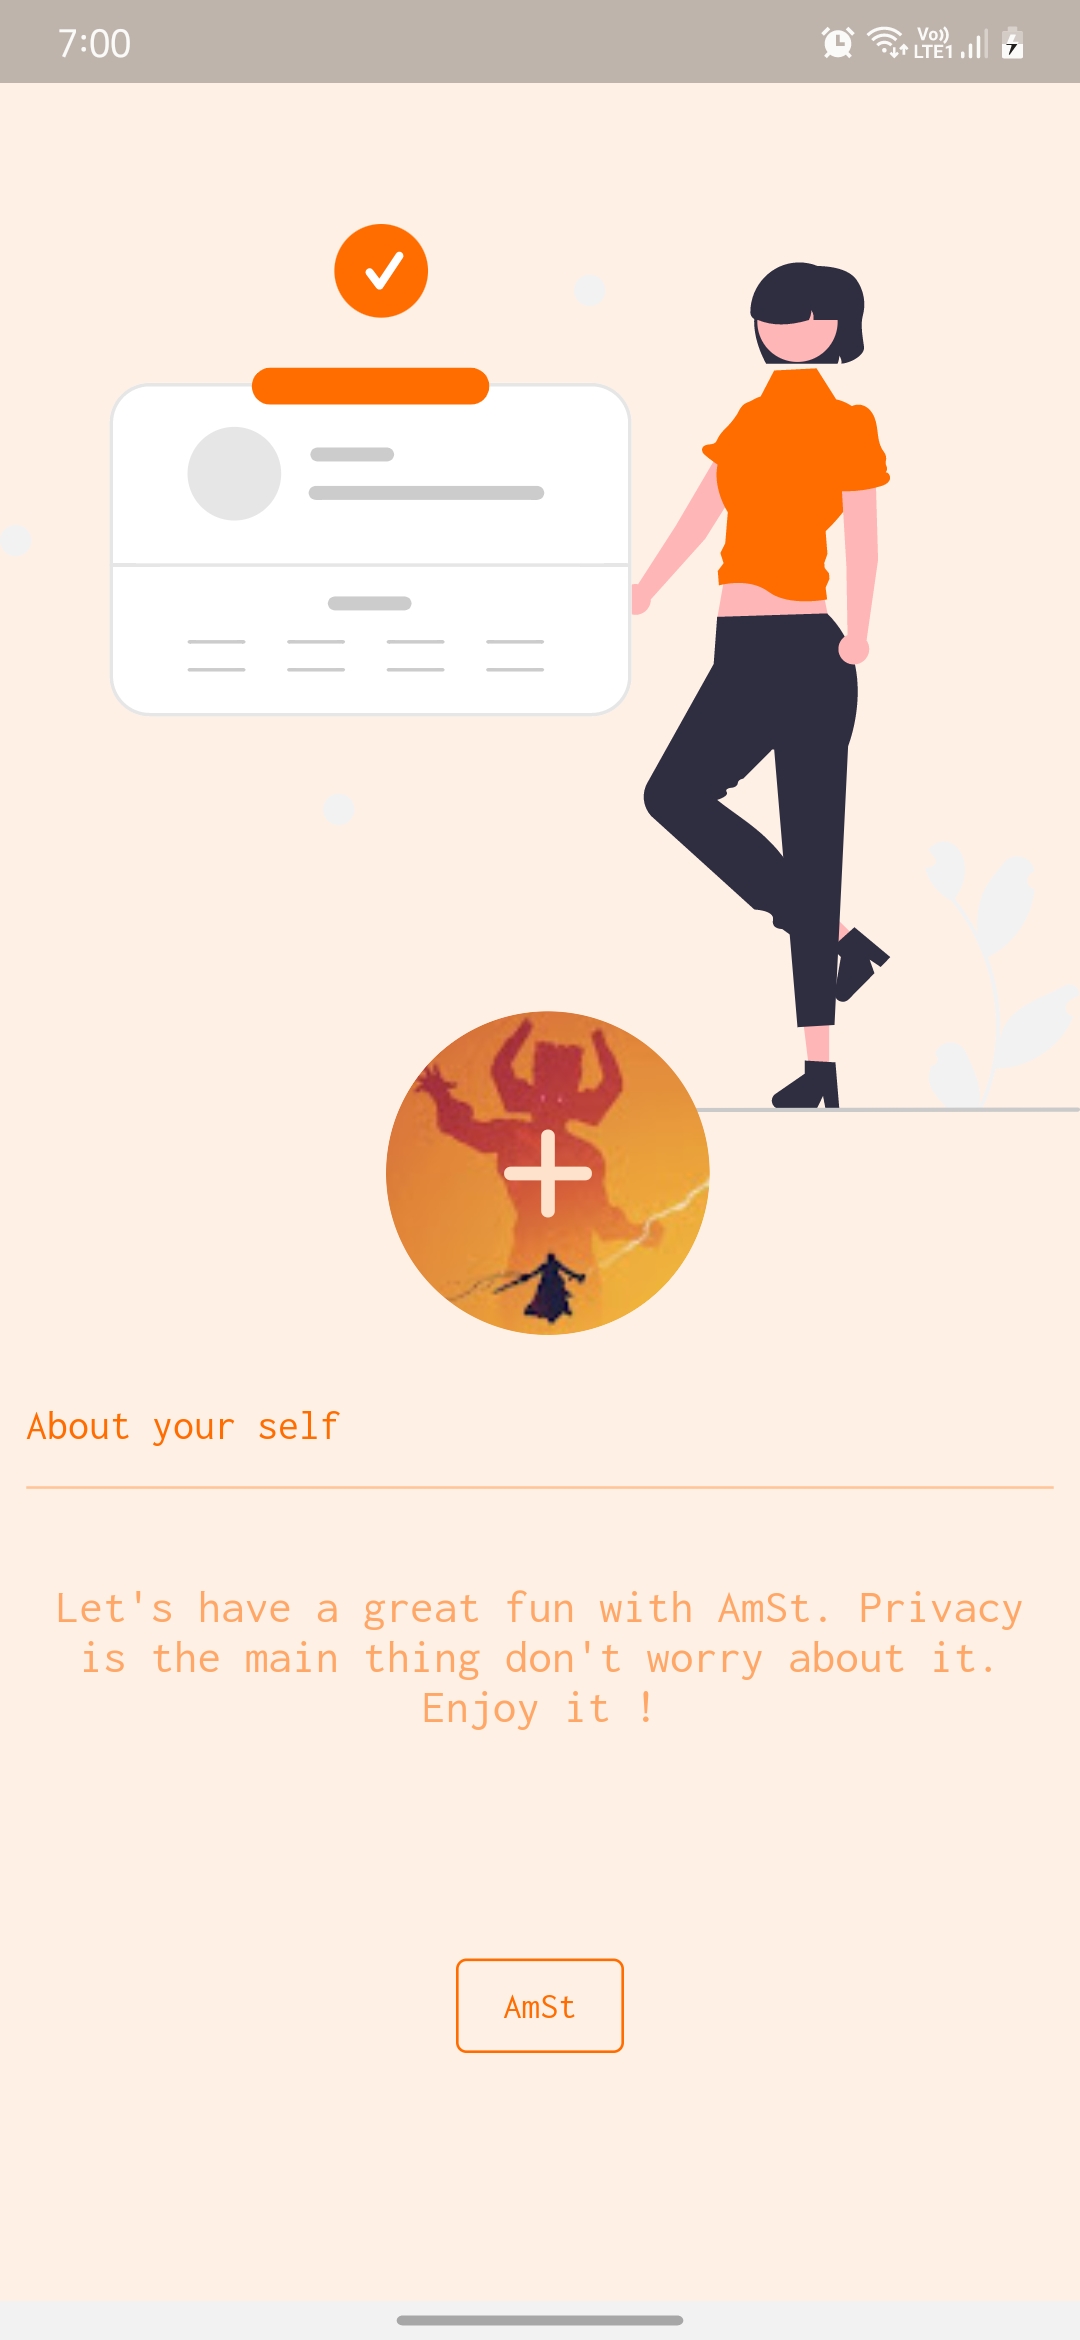 7:00
Vo))
LTE1
About your self
Let's have a great fun with AmSt. Privacy
is the main thing don't worry about it.
Enjoy it !
AmSt